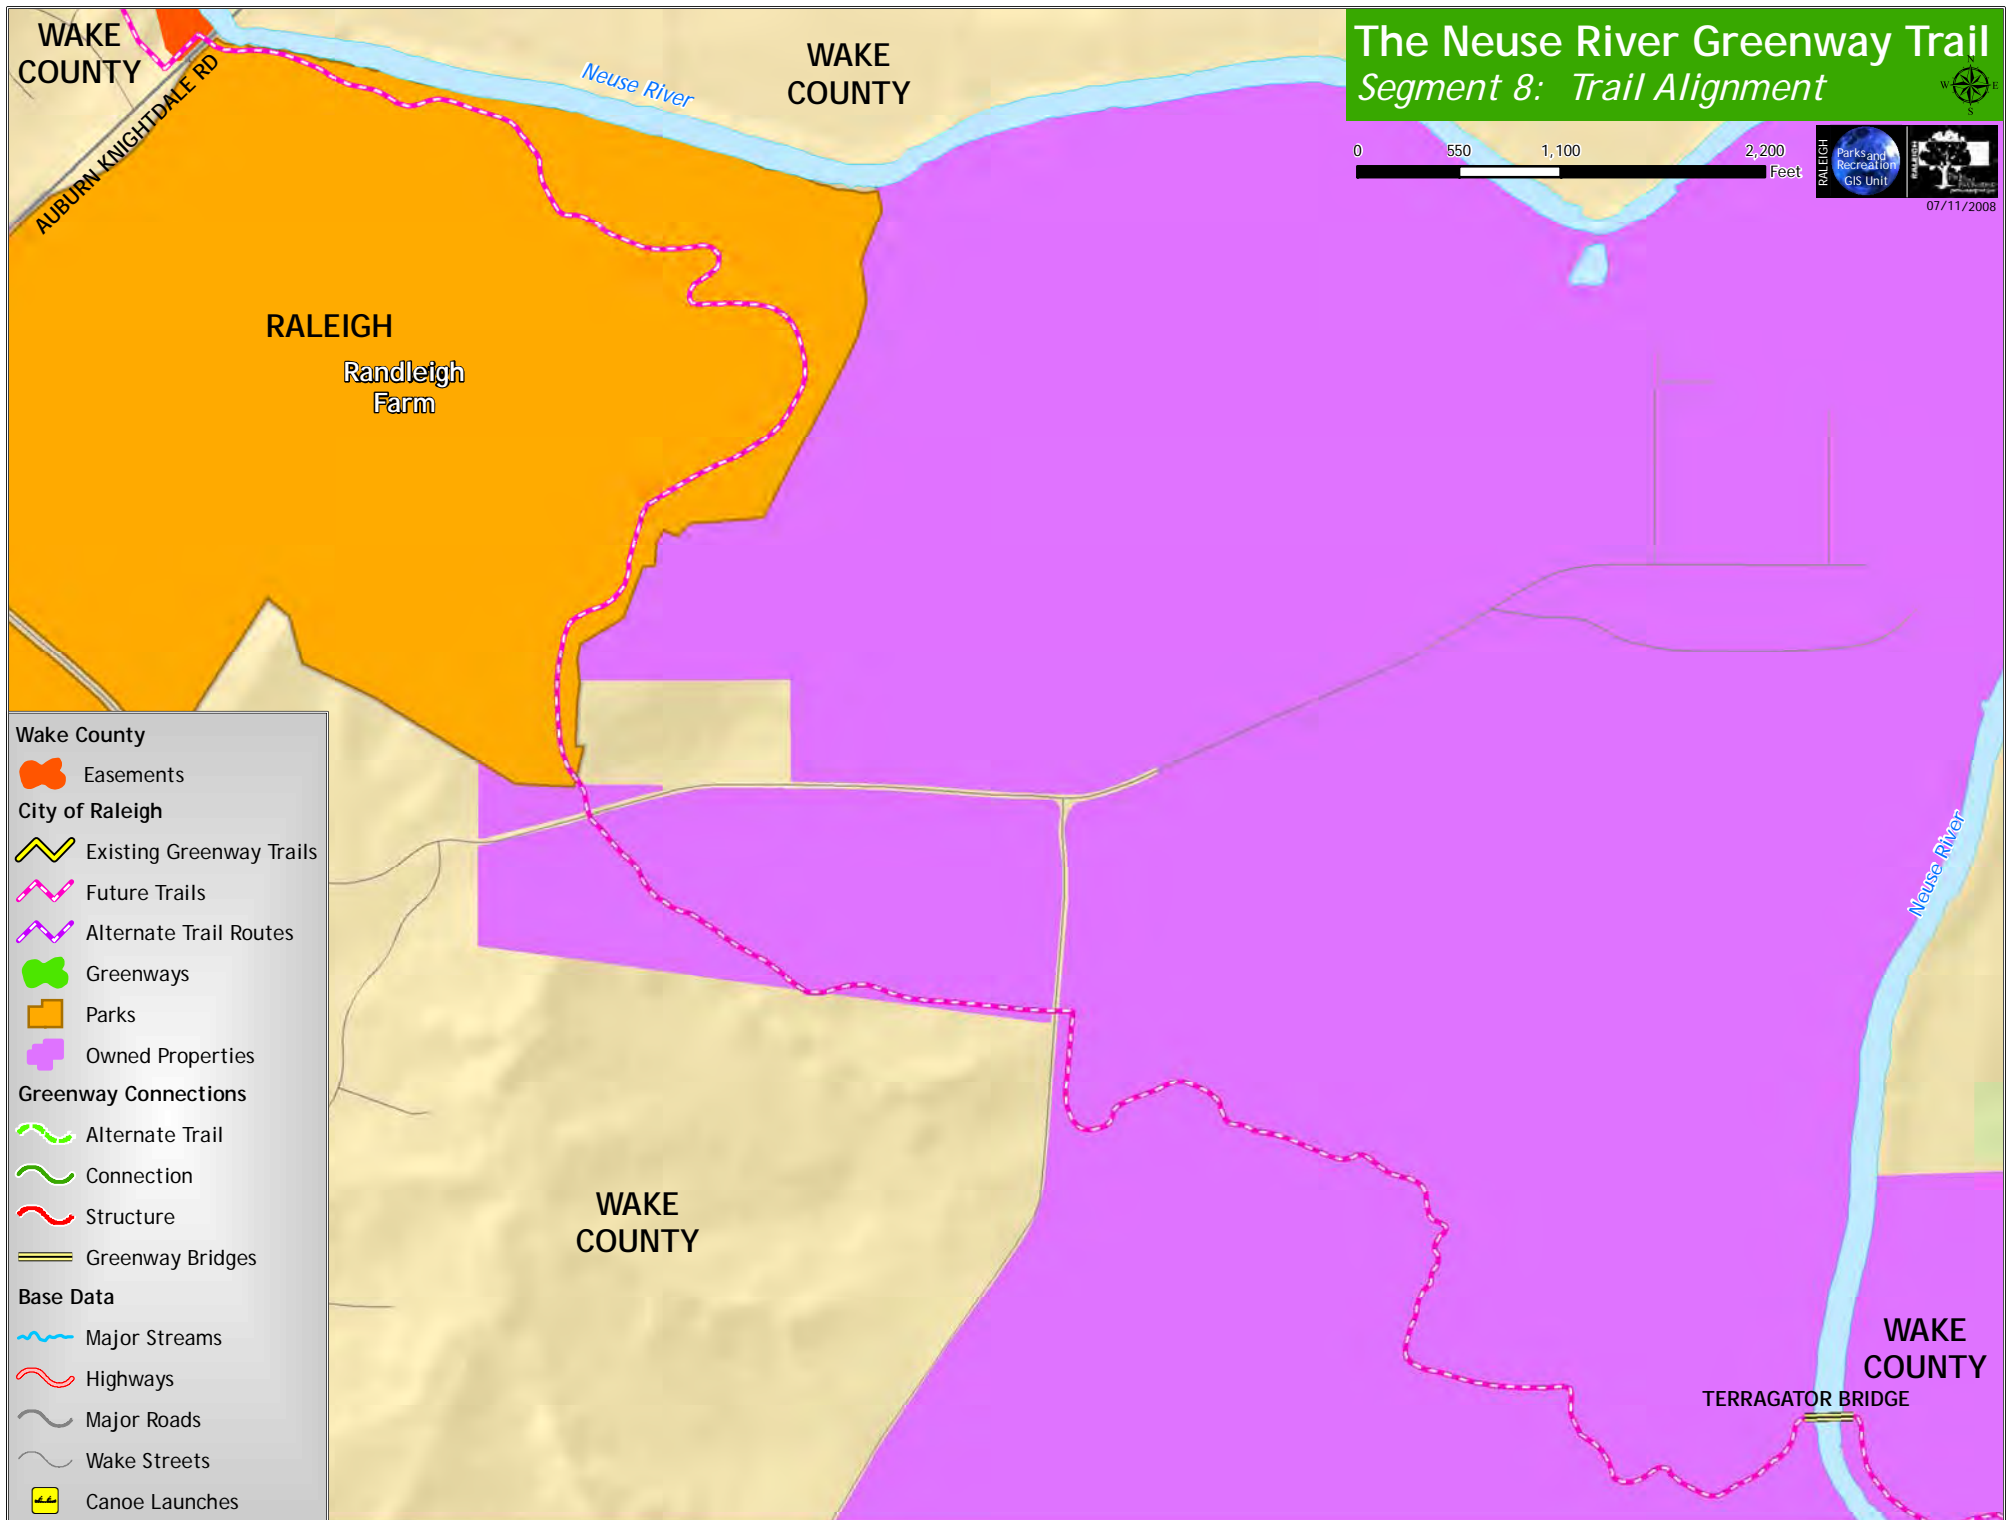 The Neuse River Greenway Trail
Segment 8: Trail Alignment
N
W
E
S
0
550
1,100
2,200
Feet
RALEIGH
Parks and
Recreation
GIS Unit
RALEIGH
07/11/2008
WAKE
COUNTY
AUBURN KNIGHTDALE RD
Neuse River
WAKE
COUNTY
RALEIGH
Randleigh
Farm
Neuse River
WAKE
COUNTY
WAKE
COUNTY
TERRAGATOR BRIDGE
Wake County
Easements
City of Raleigh
Existing Greenway Trails
Future Trails
Alternate Trail Routes
Greenways
Parks
Owned Properties
Greenway Connections
Alternate Trail
Connection
Structure
Greenway Bridges
Base Data
Major Streams
Highways
Major Roads
Wake Streets
Canoe Launches